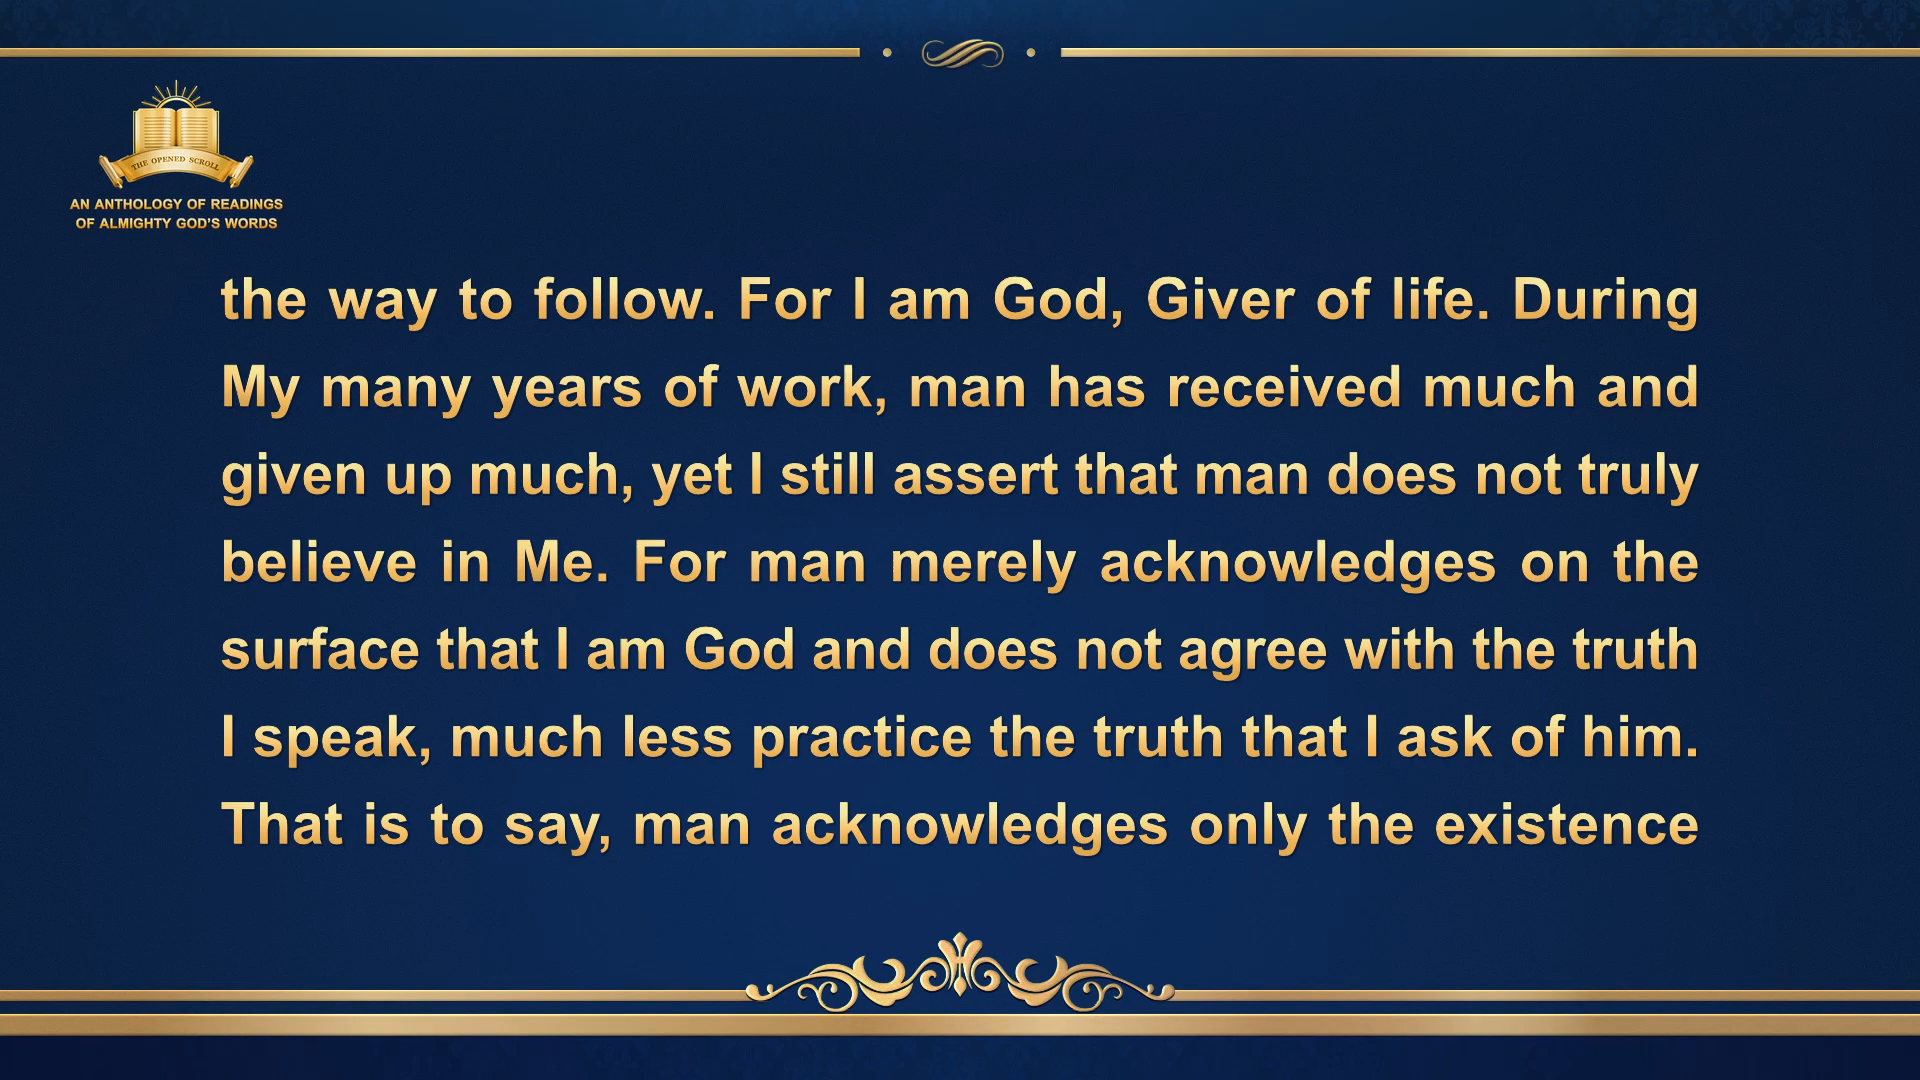 THE OPENED SCROLL
AN ANTHOLOGY OF READINGS
OF ALMIGHTY GOD'S WORDS
the way to follow. For I am God, Giver of life. During
My many years of work, man has received much and
given up much, yet I still assert that man does not truly
believe in Me. For man merely acknowledges on the
surface that I am God and does not agree with the truth
I speak, much less practice the truth that I ask of him.
That is to say, man acknowledges only the existence